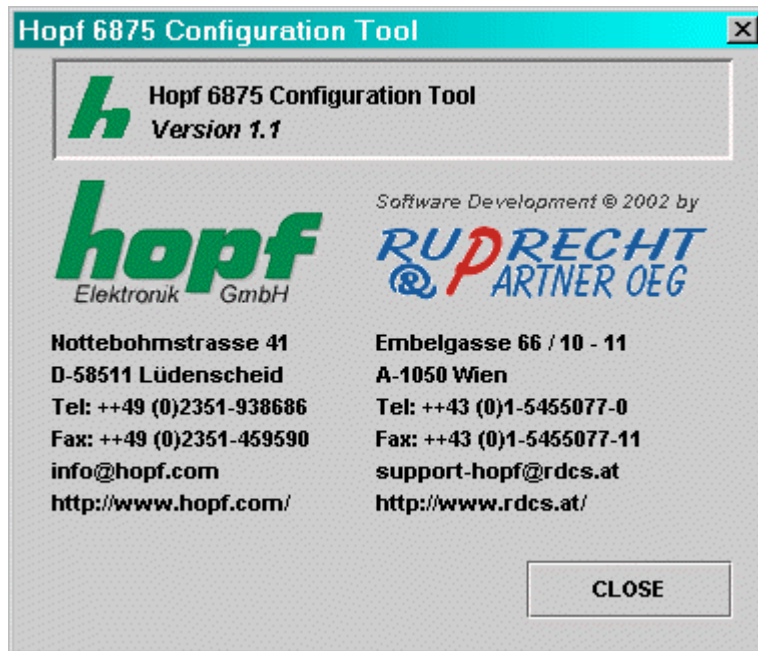 Hopf 6875 Configuration Tool
Hopf 6875 Configuration Tool
Version 1.1
hopf
Elektronik GmbH
Nottebohmstrasse 41
D-58511 Lüdenscheid
Tel: ++49 (0)2351-938686
Fax: ++49 (0)2351-459590
info@hopf.com
http://www.hopf.com/
Software Development © 2002 by
RUPRECHT
& PARTNER OEG
Embelgasse 66 / 10 - 11
A-1050 Wien
Tel: ++43 (0)1-5455077-0
Fax: ++43 (0)1-5455077-11
support-hopf@rdcs.at
http://www.rdcs.at/
CLOSE